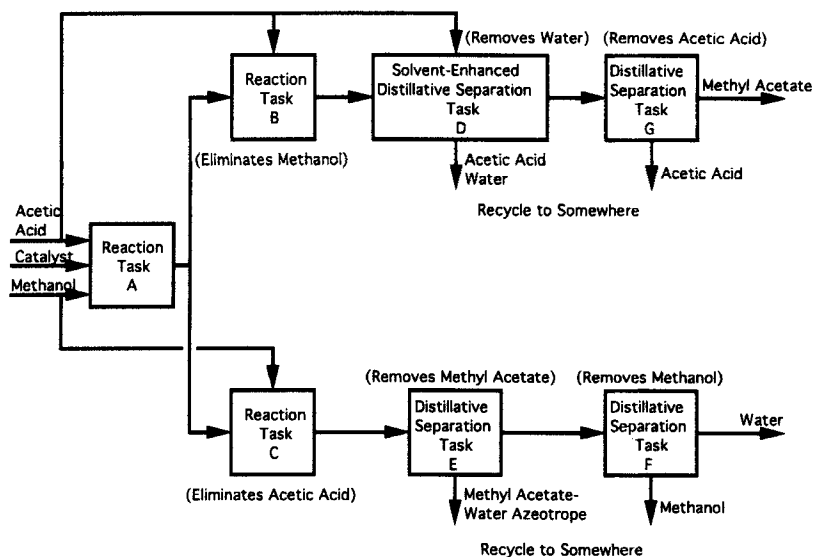 (Removes Water)
(Removes Acetic Acid)
Reaction
Task
B
Solvent-Enhanced
Distillative Separation
Task
D
Distillative
Separation
Task
G
Methyl Acetate
(Eliminates Methanol)
Acetic Acid
Water
Acetic Acid
Recycle to Somewhere
Acetic
Acid
Catalyst
Methanol
Reaction
Task
A
(Removes Methyl Acetate)
(Removes Methanol)
Reaction
Task
C
Distillative
Separation
Task
E
Distillative
Separation
Task
F
Water
(Eliminates Acetic Acid)
Methyl Acetate-
Water Azeotrope
Methanol
Recycle to Somewhere